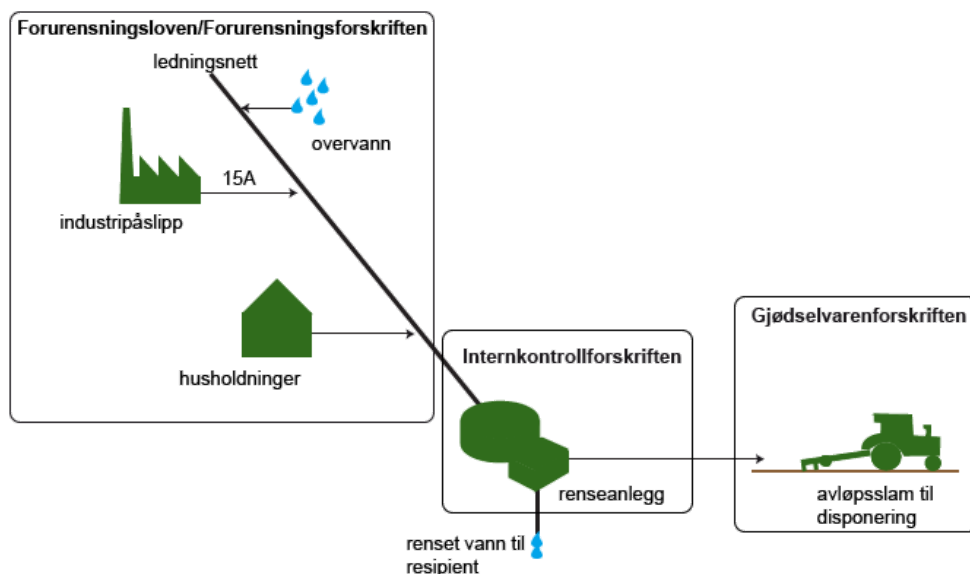 Forurensningsloven/Forurensningsforskriften
ledningsnett
overvann
15A
industripåslipp
husholdninger
Internkontrollforskriften
renseanlegg
renset vann til
resipient
Gjødselvarenforskriften
avløpsslam til
disponering